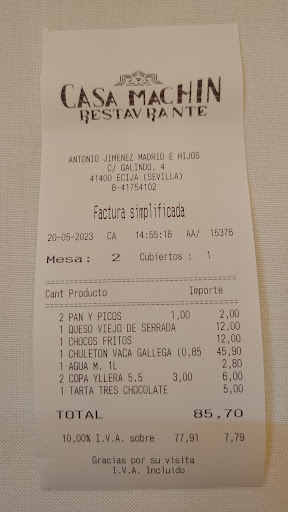 CASA MACHIN
RESTAURANTE
ANTONIO JIMENEZ MADRID E HIJOS
C/ GALINDO, 4
41400 ECIJA (SEVILLA)
B-41754102
Factura simplificada
20-05-2023 CA 14:55:16 AA/ 15376
Mesa: 2 Cubiertos : 1
Cant Producto Importe
2 PAN Y PICOS 1,00 2,00
1 QUESO VIEJO DE SERRADA 12,00
1 CHOCOS FRITOS 12,00
1 CHULETON VACA GALLEGA (0,85 45,90
1 AGUA M. 1L 2,80
2 COPA YLLERA 5.5 3,00 6,00
1 TARTA TRES CHOCOLATE 5,00
TOTAL 85,70
10,00% I.V.A. sobre 77,91 7,79
Gracias por su visita
I.V.A. Incluido